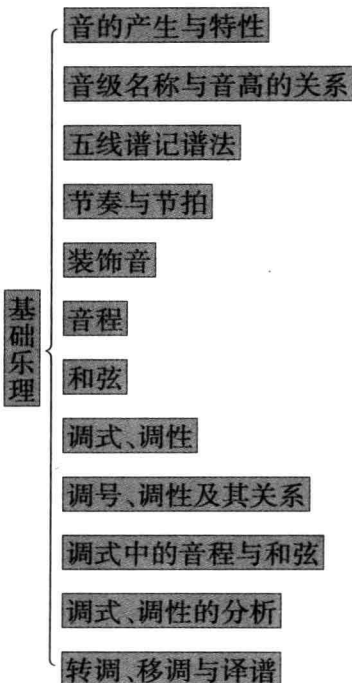 音的产生与特性
音级名称与音高的关系
五线谱记谱法
节奏与节拍
装饰音
音程
基础乐理
和弦
调式、调性
调号、调性及其关系
调式中的音程与和弦
调式、调性的分析
转调、移调与译谱